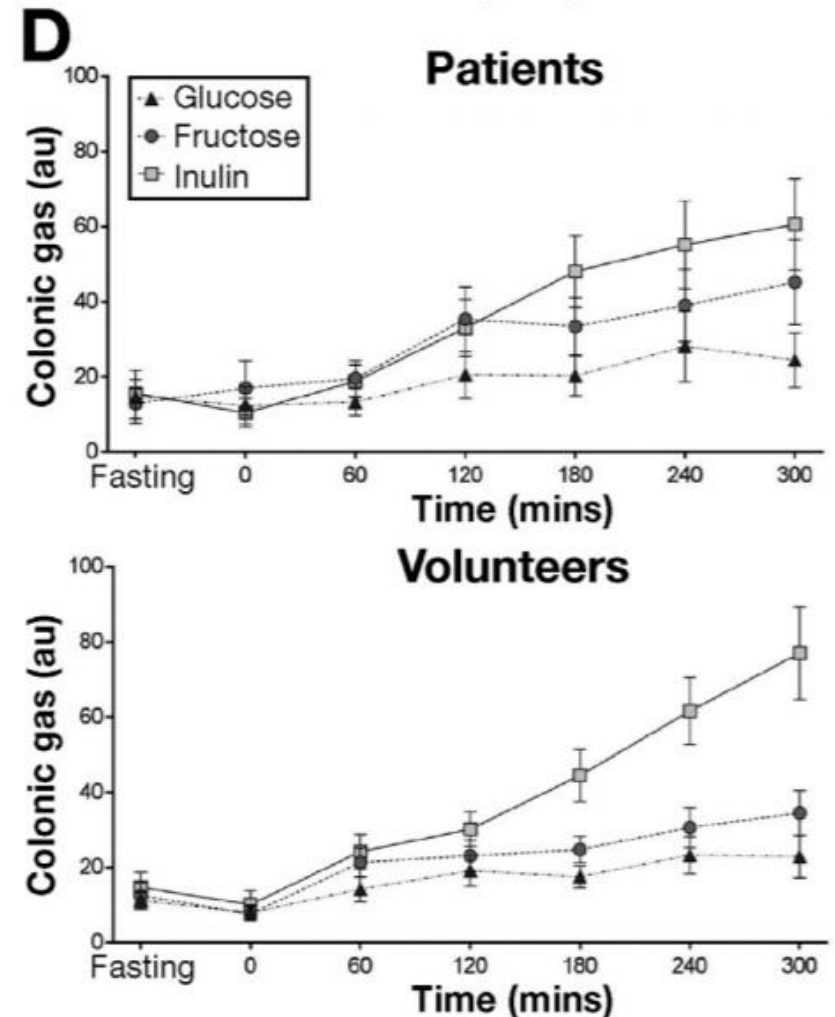 D
Patients
100
Glucose
Fructose
Inulin
80
60
40
20
0
Colonic gas (au)
Fasting 0 60 120 180 240 300
Time (mins)
Volunteers
100
80
60
40
20
0
Colonic gas (au)
Fasting 0 60 120 180 240 300
Time (mins)